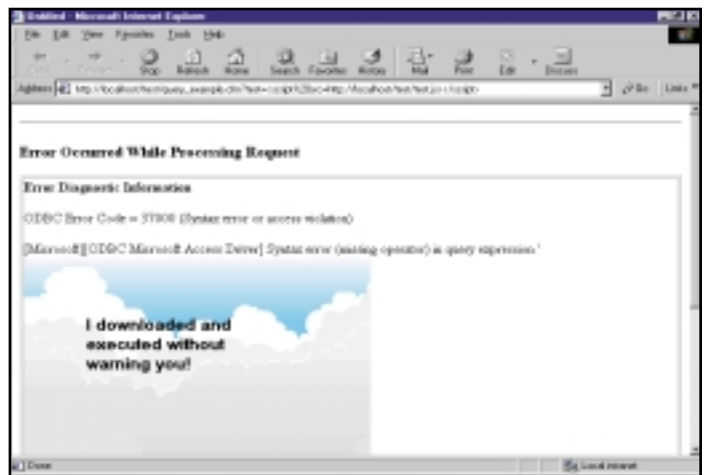 Untitled - Microsoft Internet Explorer
File Edit View Favorites Tools Help
Back Forward Stop Refresh Home Search Favorites History Mail Print Edit Discuss
Address Go Links
Error Occurred While Processing Request
Error Diagnostic Information
ODBC Error Code = 37000 (Syntax error or access violation)
[Microsoft][ODBC Microsoft Access Driver] Syntax error (missing operator) in query expression '
I downloaded and
executed without
warning you!
Done Local intranet